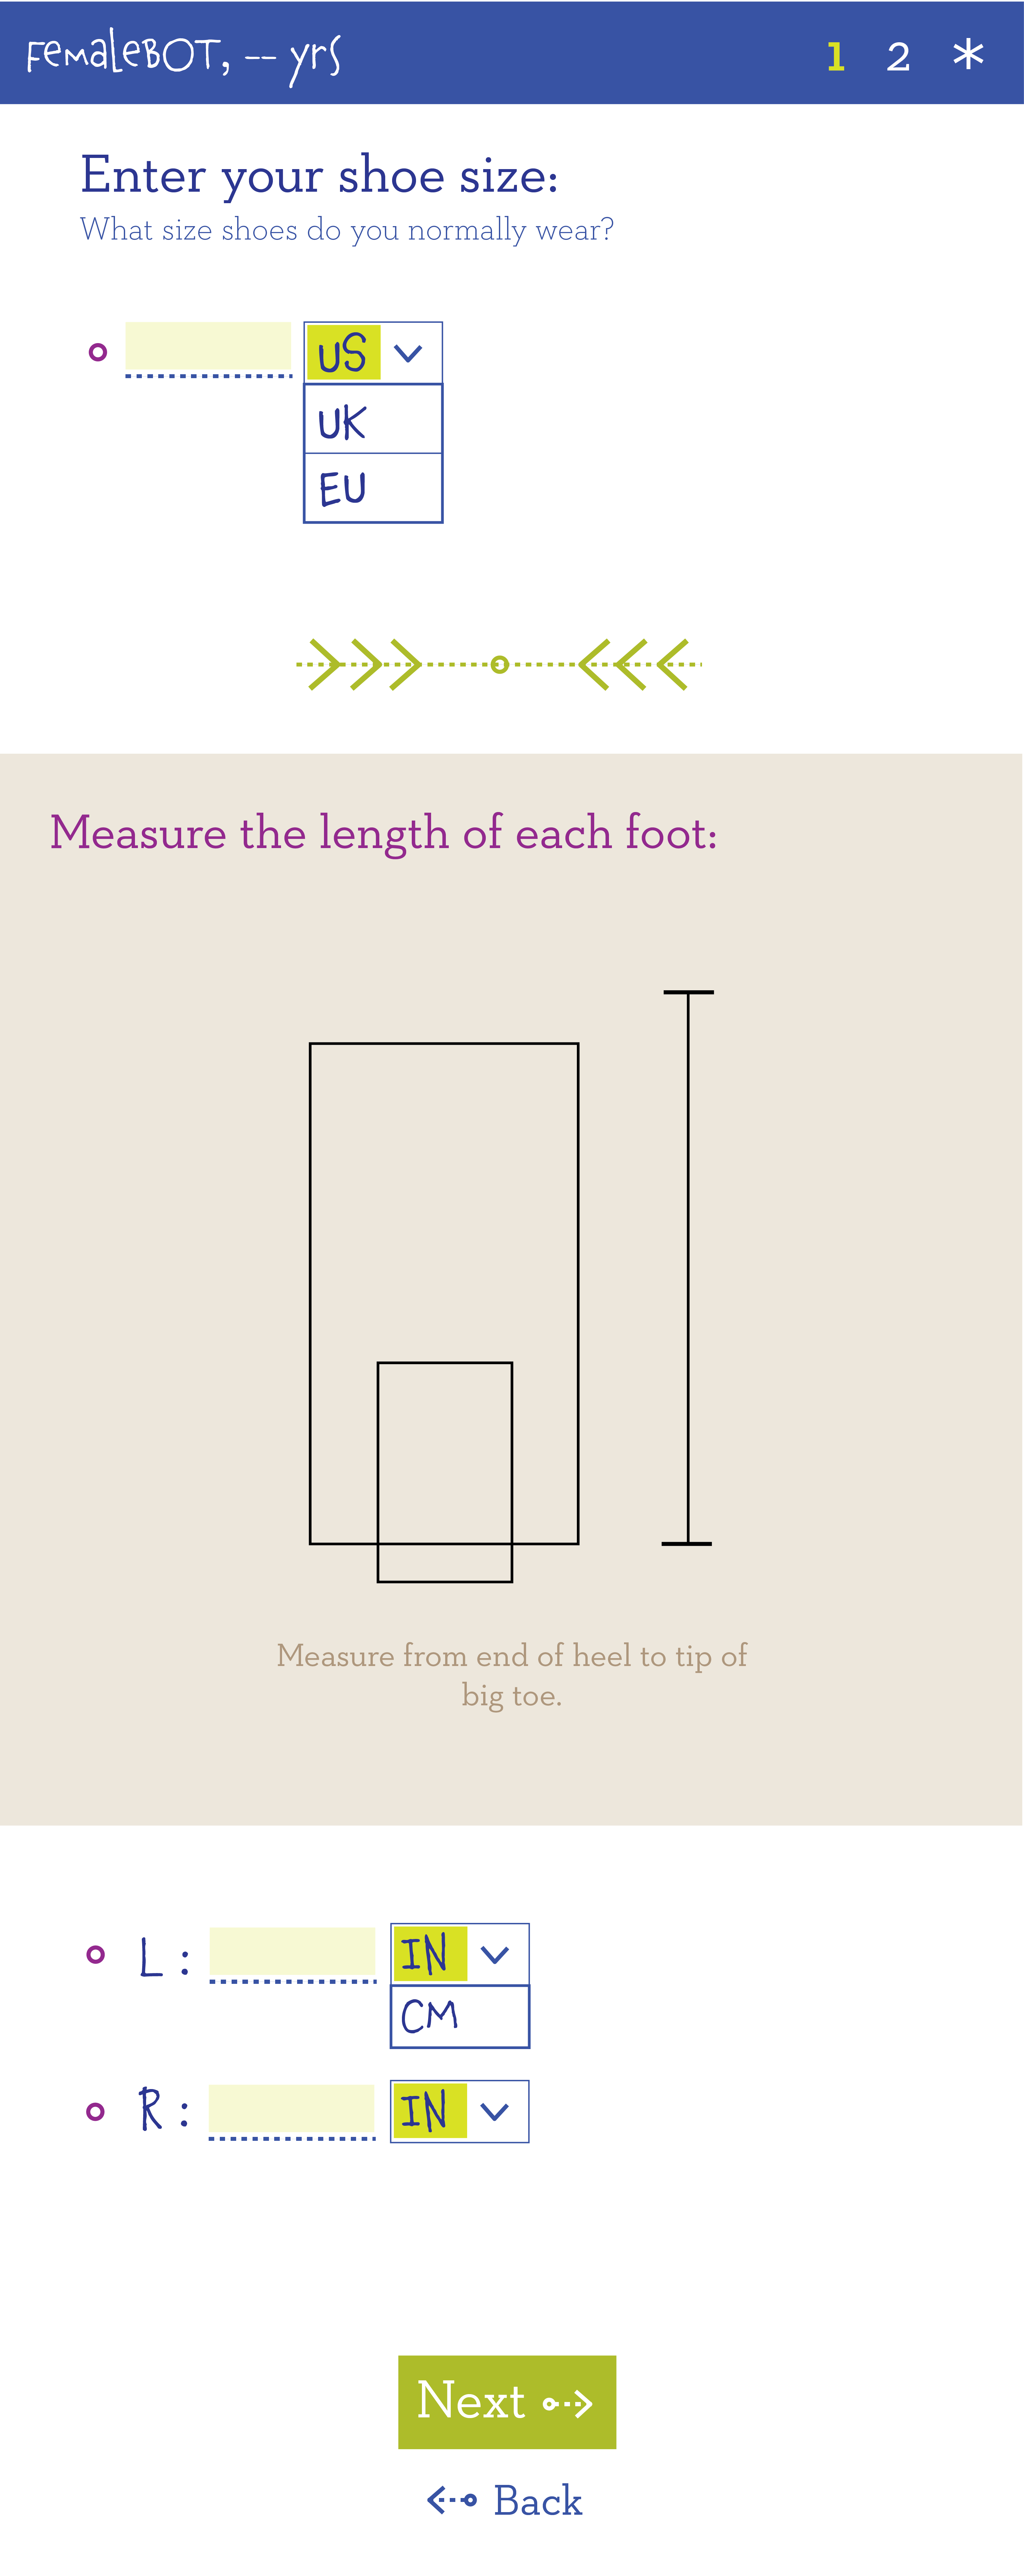 FemaleBOT, -- yrs 1 2 *
Enter your shoe size:
What size shoes do you normally wear?
US
UK
EU
Measure the length of each foot:
Measure from end of heel to tip of
big toe.
L : IN
CM
R : IN
Next
Back